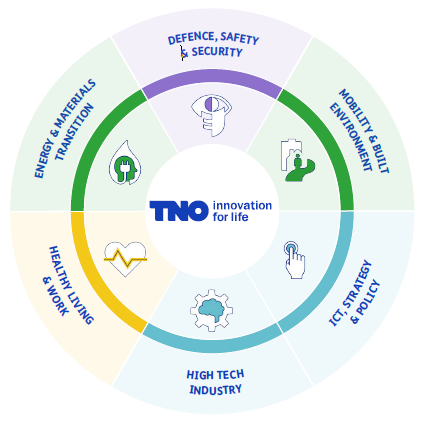 DEFENCE, SAFETY
& SECURITY
MOBILITY & BUILT
ENVIRONMENT
ICT, STRATEGY
& POLICY
HIGH TECH
INDUSTRY
HEALTHY LIVING
& WORK
ENERGY & MATERIALS
TRANSITION
TNO innovation
for life